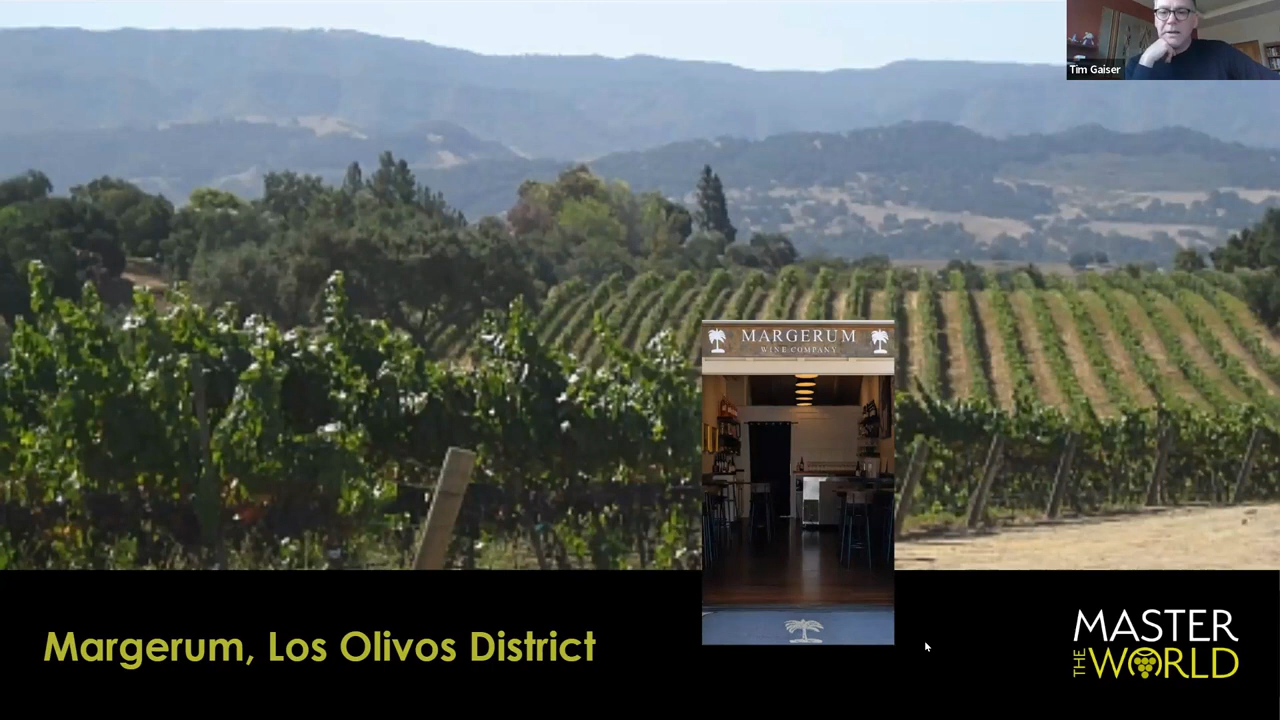 Tim Gaiser
MARGERUM
WINE COMPANY
Margerum, Los Olivos District
MASTER
THE WORLD